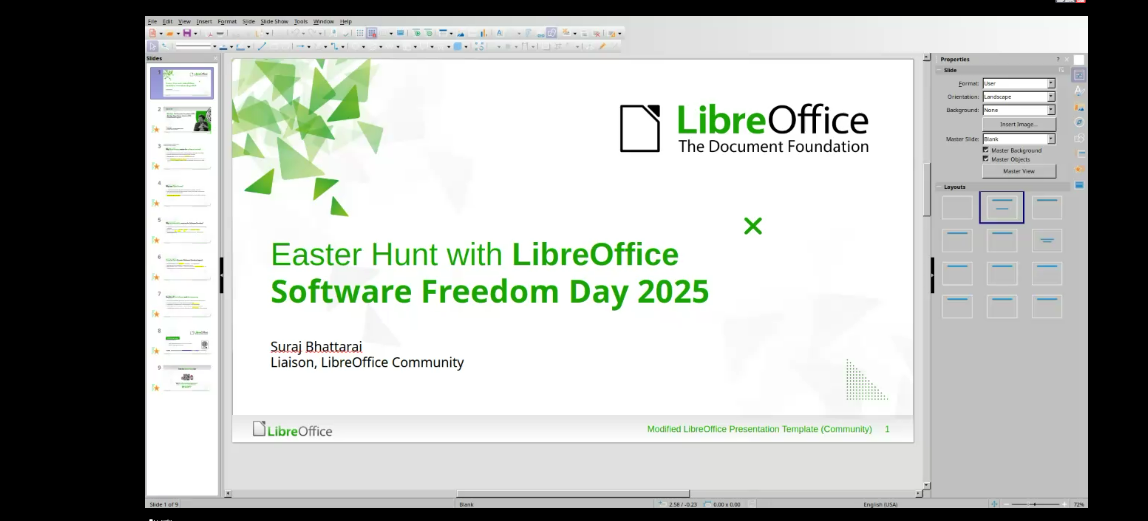 File Edit View Insert Format Slide Slide Show Tools Window Help
Slides
1
2
3
4
5
6
7
8
9
LibreOffice
The Document Foundation
Easter Hunt with LibreOffice
Software Freedom Day 2025
Suraj Bhattarai
Liaison, LibreOffice Community
LibreOffice
Modified LibreOffice Presentation Template (Community) 1
Properties
Slide
Format: User
Orientation: Landscape
Background: None
Insert Image...
Master Slide: Blank
Master Background
Master Objects
Master View
Layouts
Slide 1 of 9
Blank
2.58 / -0.23
0.00 x 0.00
English (USA)
72%